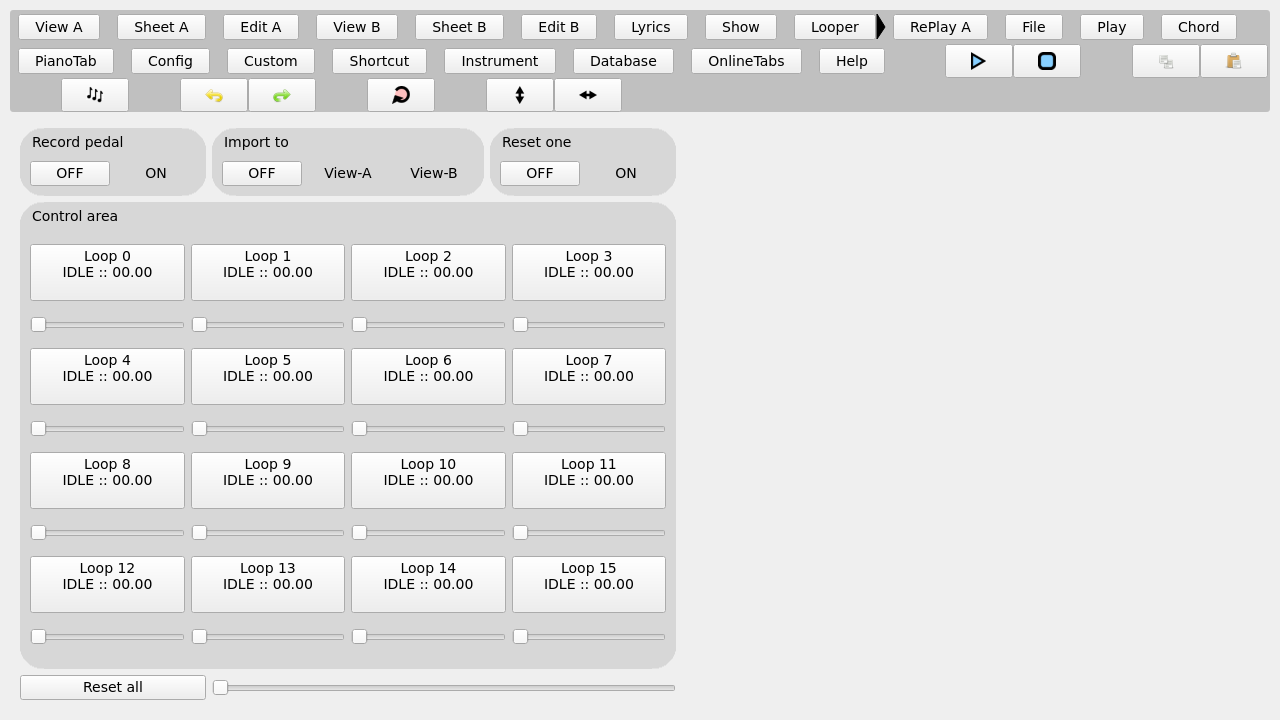 View A Sheet A Edit A View B Sheet B Edit B Lyrics Show Looper RePlay A File Play Chord
PianoTab Config Custom Shortcut Instrument Database OnlineTabs Help
Record pedal Import to Reset one
OFF ON OFF View-A View-B OFF ON
Control area
Loop 0 Loop 1 Loop 2 Loop 3
IDLE :: 00.00 IDLE :: 00.00 IDLE :: 00.00 IDLE :: 00.00
Loop 4 Loop 5 Loop 6 Loop 7
IDLE :: 00.00 IDLE :: 00.00 IDLE :: 00.00 IDLE :: 00.00
Loop 8 Loop 9 Loop 10 Loop 11
IDLE :: 00.00 IDLE :: 00.00 IDLE :: 00.00 IDLE :: 00.00
Loop 12 Loop 13 Loop 14 Loop 15
IDLE :: 00.00 IDLE :: 00.00 IDLE :: 00.00 IDLE :: 00.00
Reset all